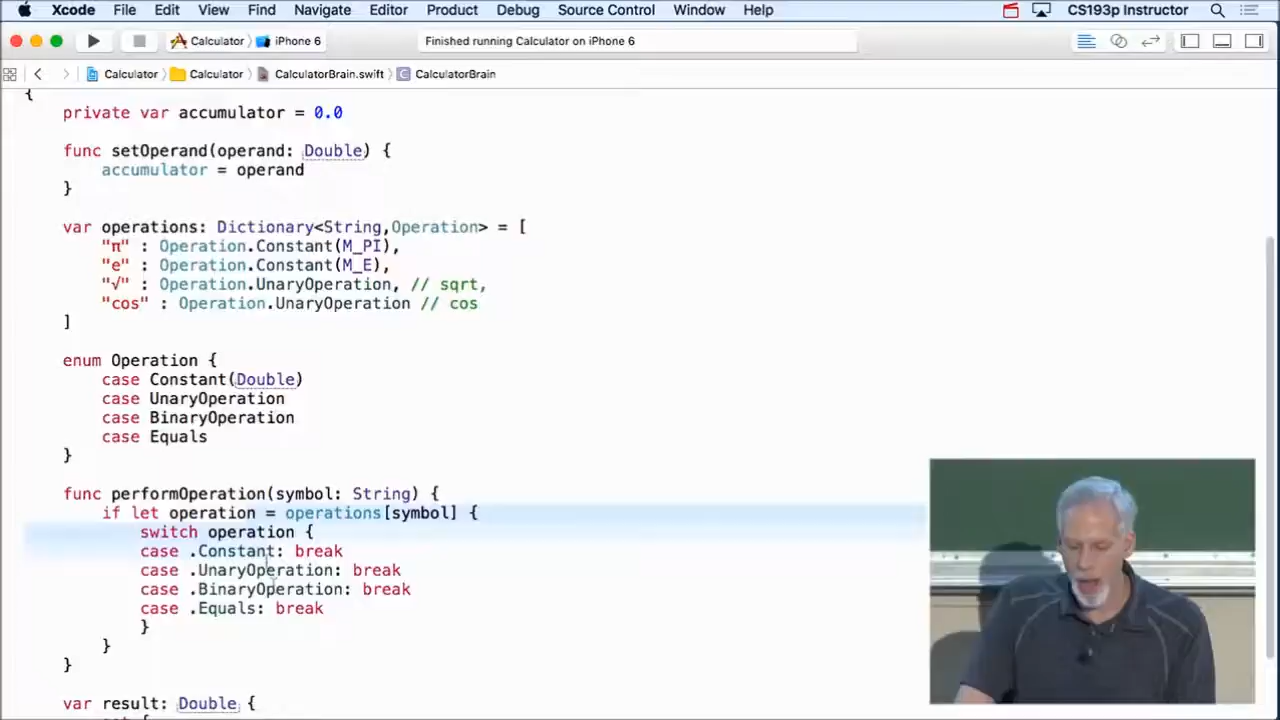 Xcode File Edit View Find Navigate Editor Product Debug Source Control Window Help CS193p Instructor
Calculator iPhone 6 Finished running Calculator on iPhone 6
Calculator Calculator CalculatorBrain.swift C CalculatorBrain
{
private var accumulator = 0.0
func setOperand(operand: Double) {
accumulator = operand
}
var operations: Dictionary<String,Operation> = [
"π" : Operation.Constant(M_PI),
"e" : Operation.Constant(M_E),
"√" : Operation.UnaryOperation, // sqrt,
"cos" : Operation.UnaryOperation // cos
]
enum Operation {
case Constant(Double)
case UnaryOperation
case BinaryOperation
case Equals
}
func performOperation(symbol: String) {
if let operation = operations[symbol] {
switch operation {
case .Constant: break
case .UnaryOperation: break
case .BinaryOperation: break
case .Equals: break
}
}
}
var result: Double {
get {